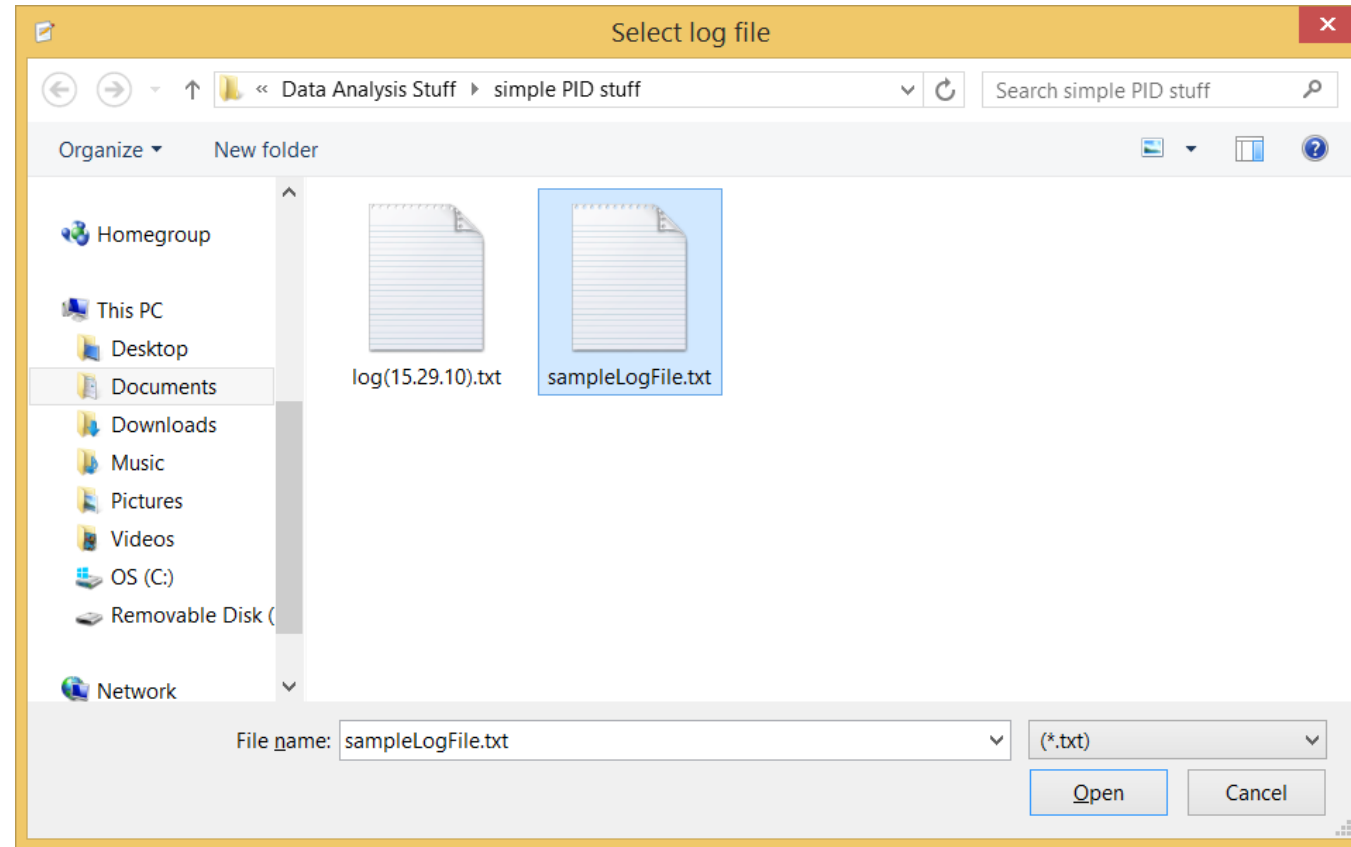 Select log file
« Data Analysis Stuff simple PID stuff
Search simple PID stuff
Organize New folder
Homegroup
This PC
Desktop
Documents
Downloads
Music
Pictures
Videos
OS (C:)
Removable Disk (
Network
log(15.29.10).txt sampleLogFile.txt
File name: sampleLogFile.txt (*.txt)
Open Cancel